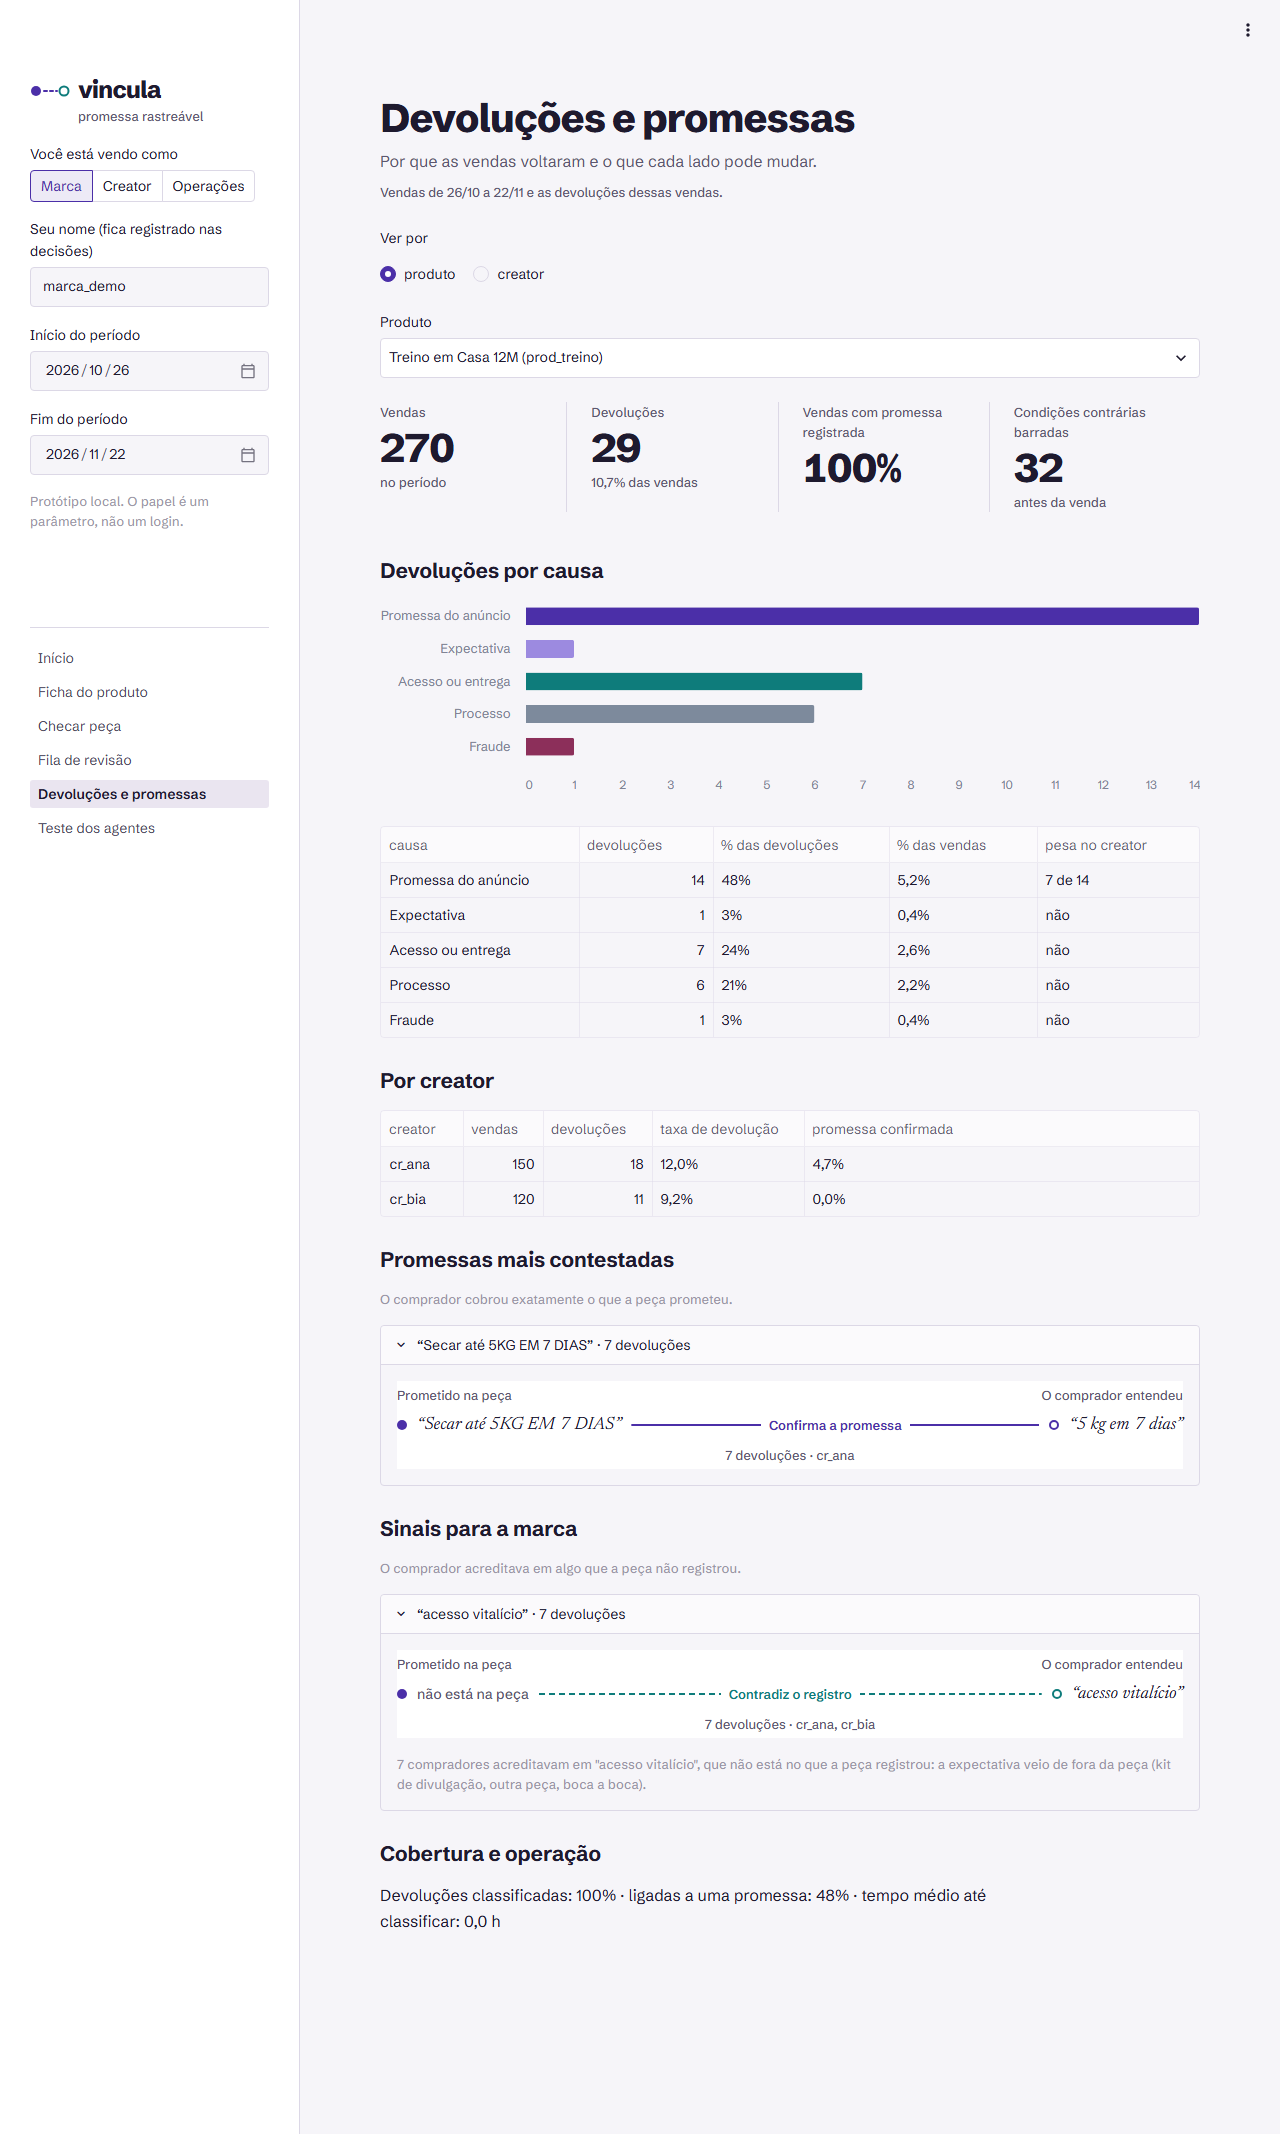 vincula
promessa rastreável
Você está vendo como
Marca Creator Operações
Seu nome (fica registrado nas
decisões)
marca_demo
Início do período
2026/10/26
Fim do período
2026/11/22
Protótipo local. O papel é um
parâmetro, não um login.
Início
Ficha do produto
Checar peça
Fila de revisão
Devoluções e promessas
Teste dos agentes
Devoluções e promessas
Por que as vendas voltaram e o que cada lado pode mudar.
Vendas de 26/10 a 22/11 e as devoluções dessas vendas.
Ver por
produto creator
Produto
Treino em Casa 12M (prod_treino)
Vendas
270
no período
Devoluções
29
10,7% das vendas
Vendas com promessa
registrada
100%
Condições contrárias
barradas
32
antes da venda
Devoluções por causa
Promessa do anúncio
Expectativa
Acesso ou entrega
Processo
Fraude
0 1 2 3 4 5 6 7 8 9 10 11 12 13 14
causa devoluções % das devoluções % das vendas pesa no creator
Promessa do anúncio 14 48% 5,2% 7 de 14
Expectativa 1 3% 0,4% não
Acesso ou entrega 7 24% 2,6% não
Processo 6 21% 2,2% não
Fraude 1 3% 0,4% não
Por creator
creator vendas devoluções taxa de devolução promessa confirmada
cr_ana 150 18 12,0% 4,7%
cr_bia 120 11 9,2% 0,0%
Promessas mais contestadas
O comprador cobrou exatamente o que a peça prometeu.
“Secar até 5KG EM 7 DIAS” · 7 devoluções
Prometido na peça O comprador entendeu
“Secar até 5KG EM 7 DIAS” Confirma a promessa “5 kg em 7 dias”
7 devoluções · cr_ana
Sinais para a marca
O comprador acreditava em algo que a peça não registrou.
“acesso vitalício” · 7 devoluções
Prometido na peça O comprador entendeu
não está na peça Contradiz o registro “acesso vitalício”
7 devoluções · cr_ana, cr_bia
7 compradores acreditavam em "acesso vitalício", que não está no que a peça registrou: a expectativa veio de fora da peça (kit
de divulgação, outra peça, boca a boca).
Cobertura e operação
Devoluções classificadas: 100% · ligadas a uma promessa: 48% · tempo médio até
classificar: 0,0 h